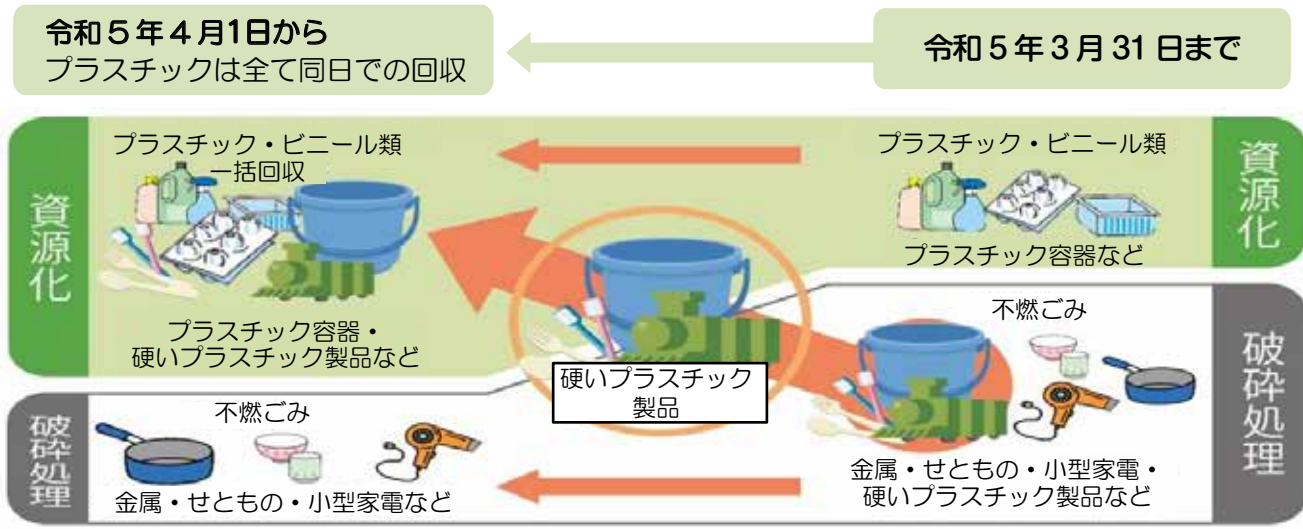 令和5年4月1日から
プラスチックは全て同日での回収
令和5年3月31日まで
資源化
プラスチック・ビニール類
一括回収
プラスチック容器・
硬いプラスチック製品など
プラスチック・ビニール類
プラスチック容器など
資源化
硬いプラスチック
製品
破砕処理
不燃ごみ
金属・せともの・小型家電など
不燃ごみ
金属・せともの・小型家電・
硬いプラスチック製品など
破砕処理